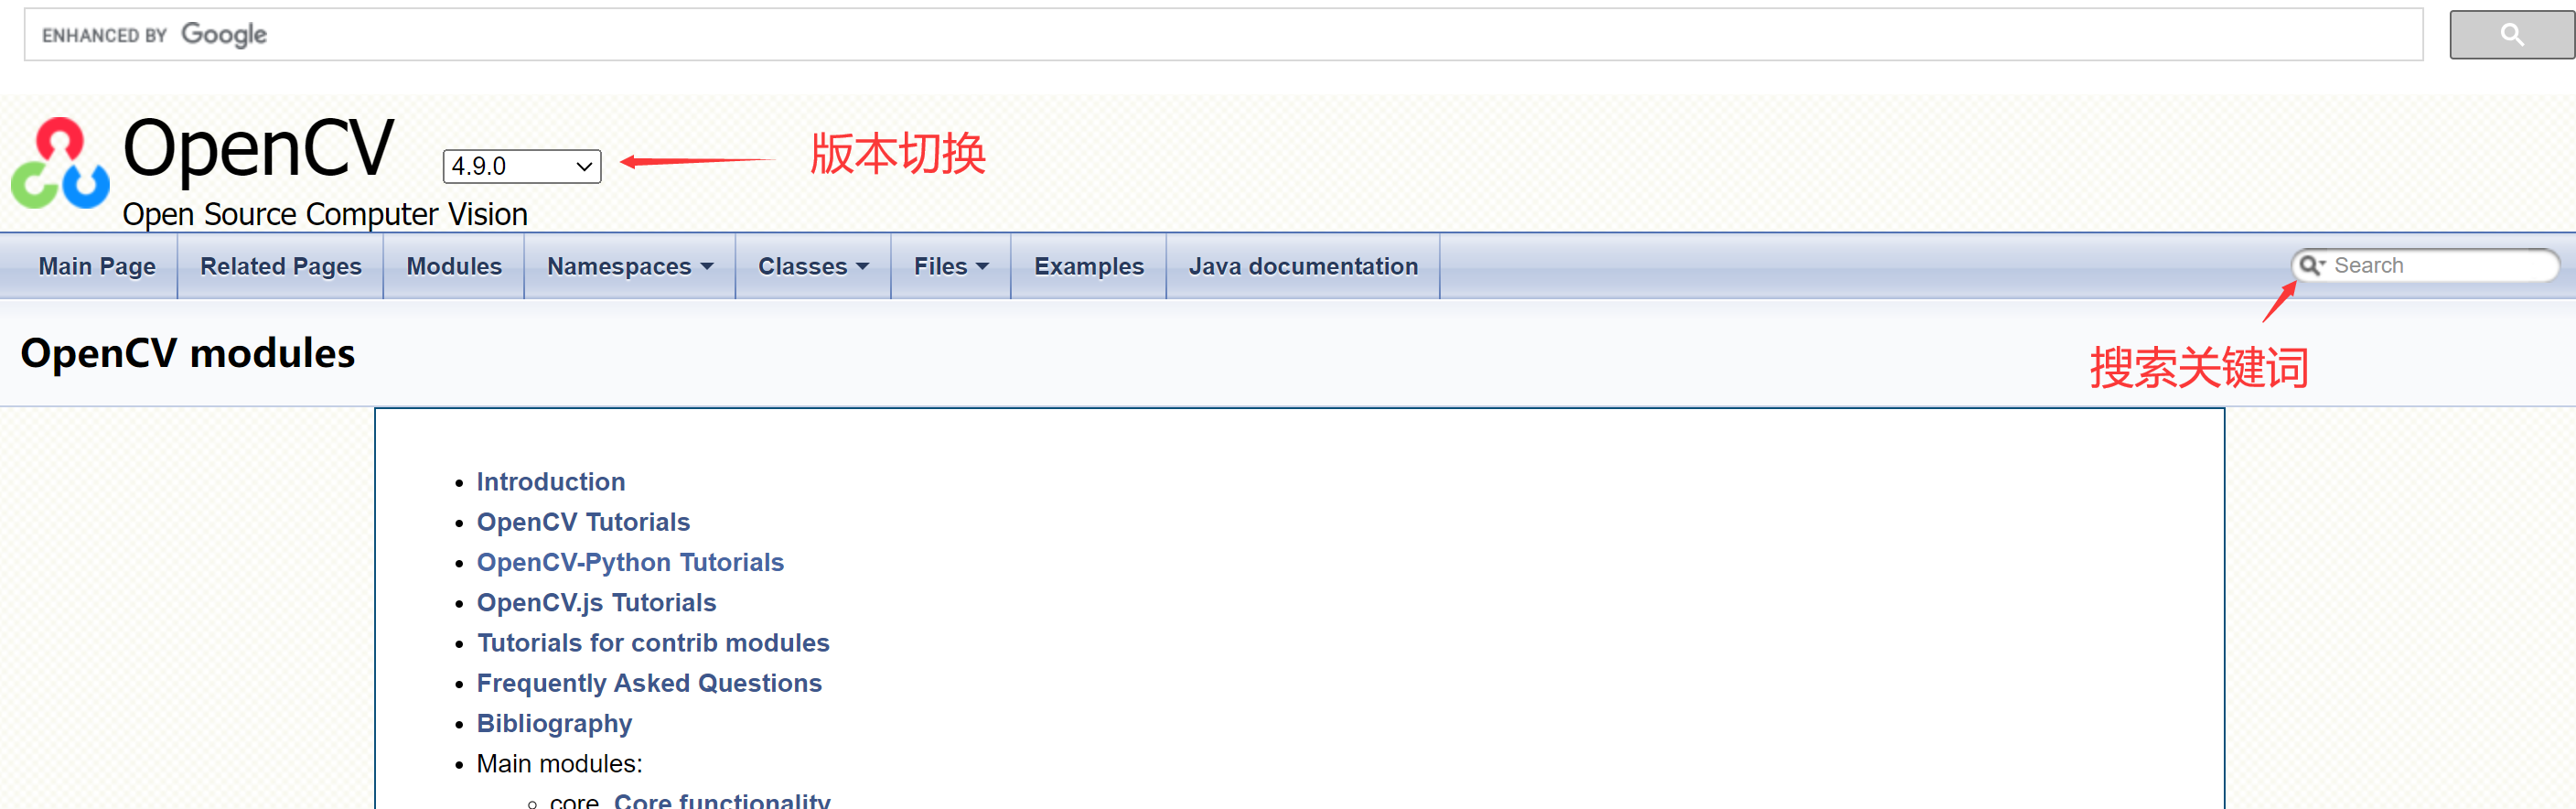 ENHANCED BY Google
OpenCV
4.9.0
版本切换
Open Source Computer Vision
Main Page Related Pages Modules Namespaces Classes Files Examples Java documentation Search
OpenCV modules
搜索关键词
Introduction
OpenCV Tutorials
OpenCV-Python Tutorials
OpenCV.js Tutorials
Tutorials for contrib modules
Frequently Asked Questions
Bibliography
Main modules:
core. Core functionality